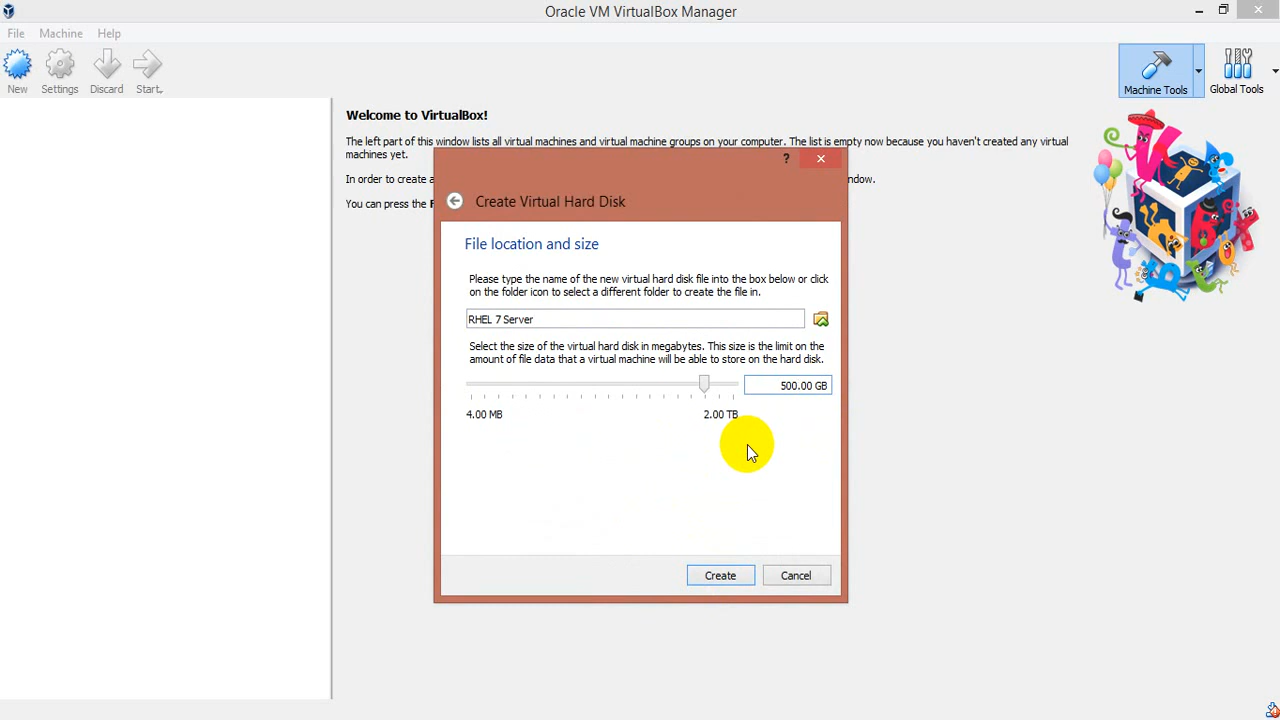 Oracle VM VirtualBox Manager
File Machine Help
New Settings Discard Start
Machine Tools Global Tools
Welcome to VirtualBox!
The left part of this window lists all virtual machines and virtual machine groups on your computer. The list is empty now because you haven't created any virtual
machines yet.
In order to create a
ndow.
You can press the F
?
Create Virtual Hard Disk
File location and size
Please type the name of the new virtual hard disk file into the box below or click
on the folder icon to select a different folder to create the file in.
RHEL 7 Server
Select the size of the virtual hard disk in megabytes. This size is the limit on the
amount of file data that a virtual machine will be able to store on the hard disk.
500.00 GB
4.00 MB 2.00 TB
Create Cancel